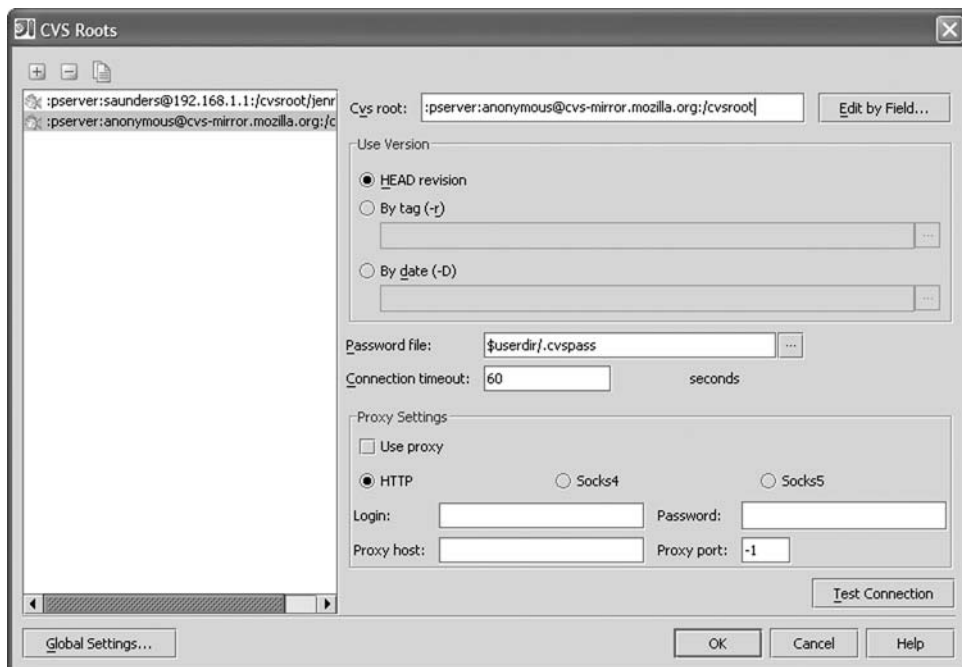 CVS Roots
:pserver:saunders@192.168.1.1:/cvsroot/jenr
:pserver:anonymous@cvs-mirror.mozilla.org:/c
Cvs root: :pserver:anonymous@cvs-mirror.mozilla.org:/cvsroot Edit by Field...
Use Version
HEAD revision
By tag (-r)
...
By date (-D)
...
Password file: $userdir/.cvspass ...
Connection timeout: 60 seconds
Proxy Settings
Use proxy
HTTP Socks4 Socks5
Login: Password:
Proxy host: Proxy port: -1
Test Connection
Global Settings... OK Cancel Help